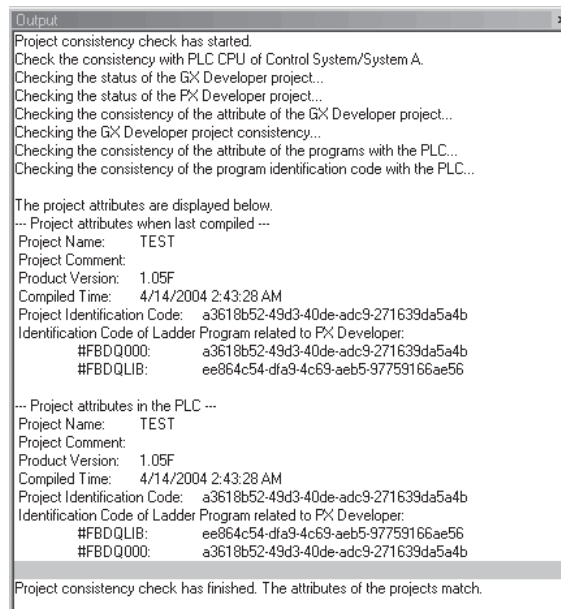 Output
Project consistency check has started.
Check the consistency with PLC CPU of Control System/System A.
Checking the status of the GX Developer project...
Checking the status of the PX Developer project...
Checking the consistency of the attribute of the GX Developer project...
Checking the GX Developer project consistency...
Checking the consistency of the attribute of the programs with the PLC...
Checking the consistency of the program identification code with the PLC...
The project attributes are displayed below.
--- Project attributes when last compiled ---
Project Name: TEST
Project Comment:
Product Version: 1.05F
Compiled Time: 4/14/2004 2:43:28 AM
Project Identification Code: a3618b52-49d3-40de-adc9-271639da5a4b
Identification Code of Ladder Program related to PX Developer:
#FBDQ000: a3618b52-49d3-40de-adc9-271639da5a4b
#FBDQLIB: ee864c54-dfa9-4c69-aeb5-97759166ae56
--- Project attributes in the PLC ---
Project Name: TEST
Project Comment:
Product Version: 1.05F
Compiled Time: 4/14/2004 2:43:28 AM
Project Identification Code: a3618b52-49d3-40de-adc9-271639da5a4b
Identification Code of Ladder Program related to PX Developer:
#FBDQLIB: ee864c54-dfa9-4c69-aeb5-97759166ae56
#FBDQ000: a3618b52-49d3-40de-adc9-271639da5a4b
Project consistency check has finished. The attributes of the projects match.